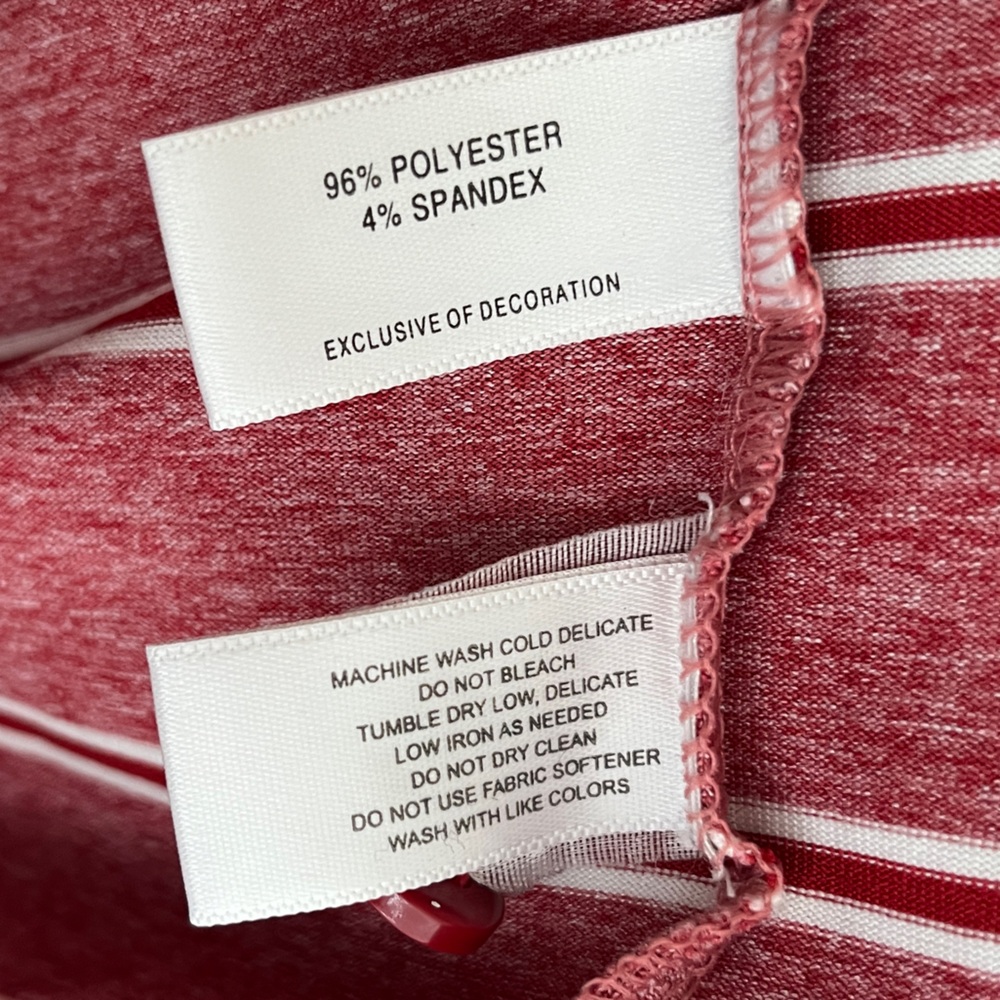 96% POLYESTER
4% SPANDEX
EXCLUSIVE OF DECORATION
MACHINE WASH COLD DELICATE
DO NOT BLEACH
TUMBLE DRY LOW, DELICATE
LOW IRON AS NEEDED
DO NOT DRY CLEAN
DO NOT USE FABRIC SOFTENER
WASH WITH LIKE COLORS